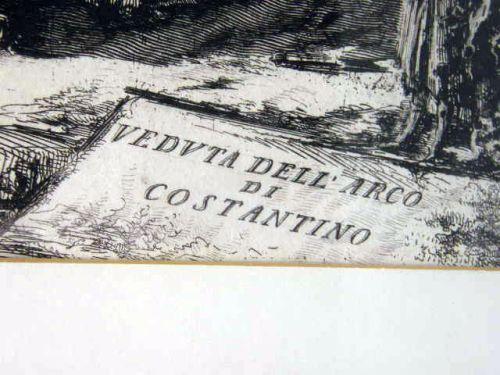 VEDVTA DELL'ARCO
DI
COSTANTINO